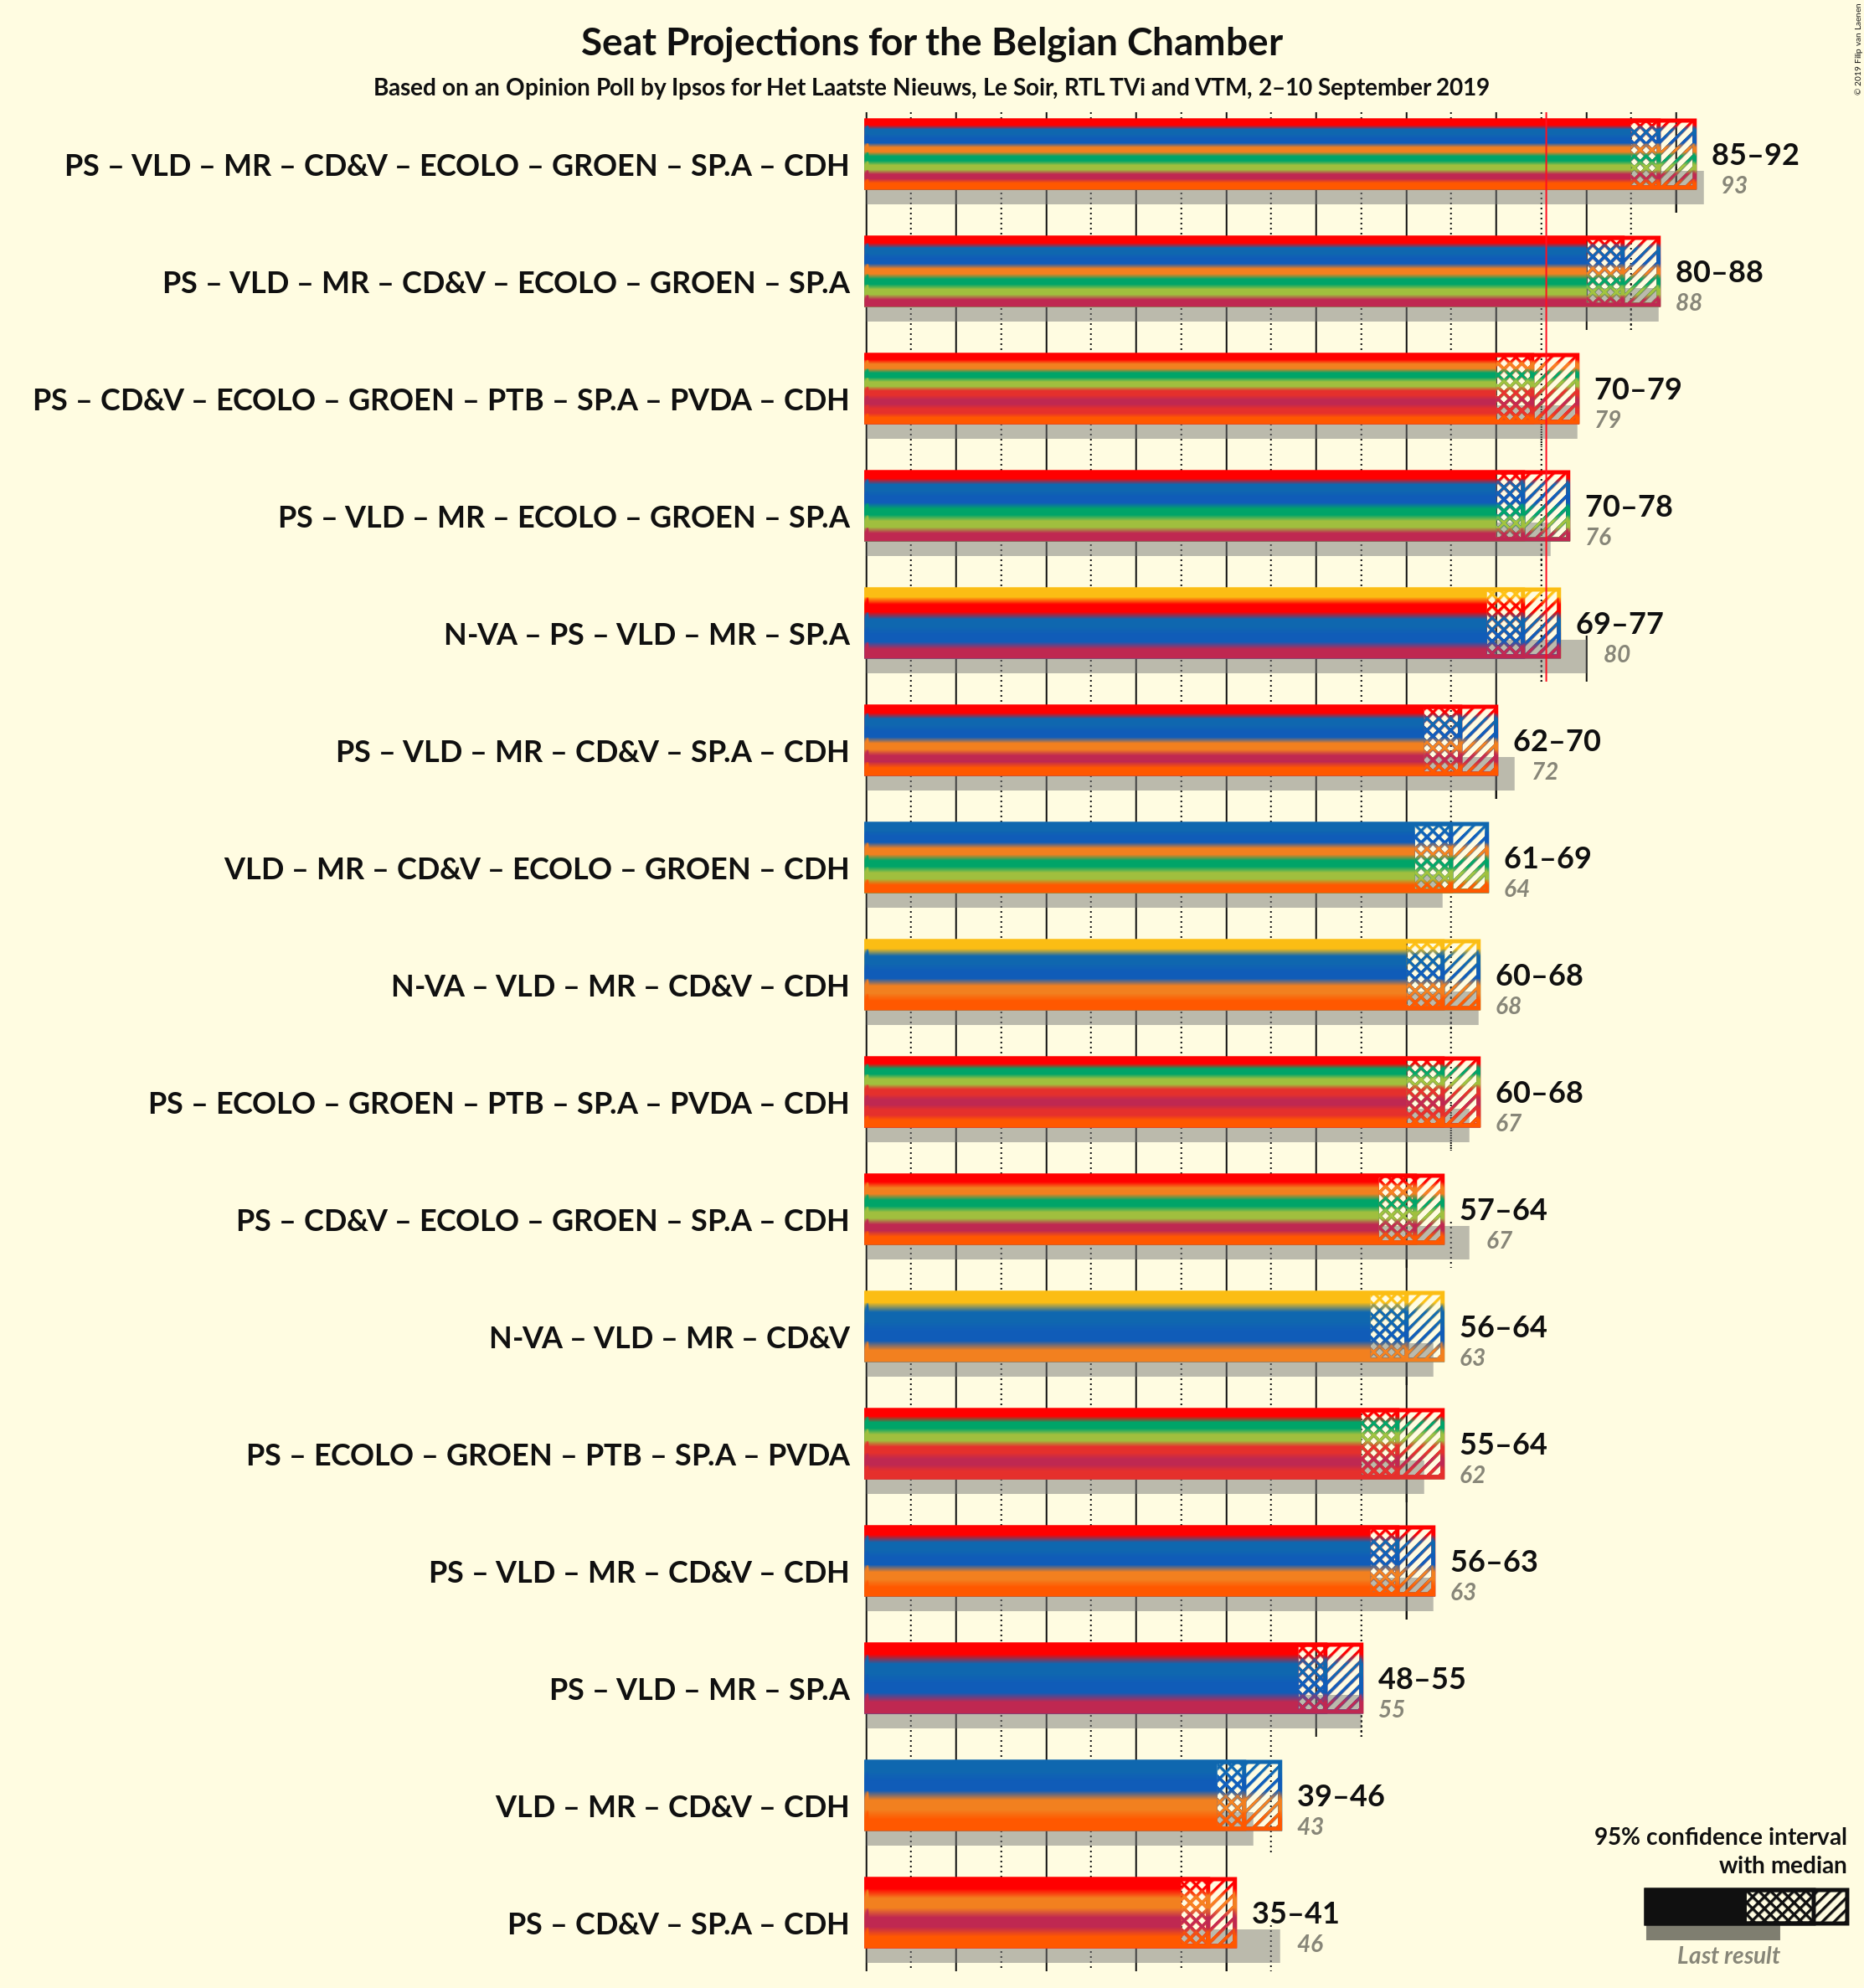 Seat Projections for the Belgian Chamber
Based on an Opinion Poll by Ipsos for Het Laatste Nieuws, Le Soir, RTL TVi and VTM, 2–10 September 2019
© 2019 Filip van Laenen
PS – VLD – MR – CD&V – ECOLO – GROEN – SP.A – CDH
85–92
93
PS – VLD – MR – CD&V – ECOLO – GROEN – SP.A
80–88
88
PS – CD&V – ECOLO – GROEN – PTB – SP.A – PVDA – CDH
70–79
79
PS – VLD – MR – ECOLO – GROEN – SP.A
70–78
76
N-VA – PS – VLD – MR – SP.A
69–77
80
PS – VLD – MR – CD&V – SP.A – CDH
62–70
72
VLD – MR – CD&V – ECOLO – GROEN – CDH
61–69
64
N-VA – VLD – MR – CD&V – CDH
60–68
68
PS – ECOLO – GROEN – PTB – SP.A – PVDA – CDH
60–68
67
PS – CD&V – ECOLO – GROEN – SP.A – CDH
57–64
67
N-VA – VLD – MR – CD&V
56–64
63
PS – ECOLO – GROEN – PTB – SP.A – PVDA
55–64
62
PS – VLD – MR – CD&V – CDH
56–63
63
PS – VLD – MR – SP.A
48–55
55
VLD – MR – CD&V – CDH
39–46
43
PS – CD&V – SP.A – CDH
35–41
46
95% confidence interval
with median
Last result